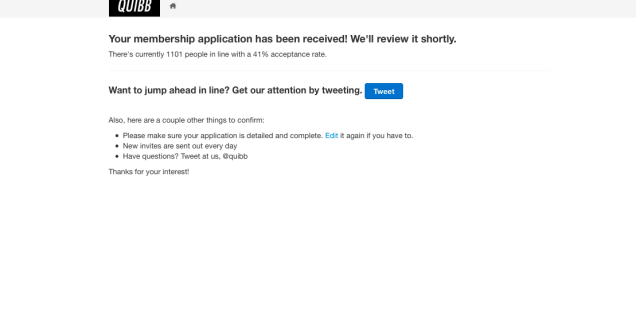 QUIBB
Your membership application has been received! We'll review it shortly.
There's currently 1101 people in line with a 41% acceptance rate.
Want to jump ahead in line? Get our attention by tweeting. Tweet
Also, here are a couple other things to confirm:
Please make sure your application is detailed and complete. Edit it again if you have to.
New invites are sent out every day
Have questions? Tweet at us, @quibb
Thanks for your interest!